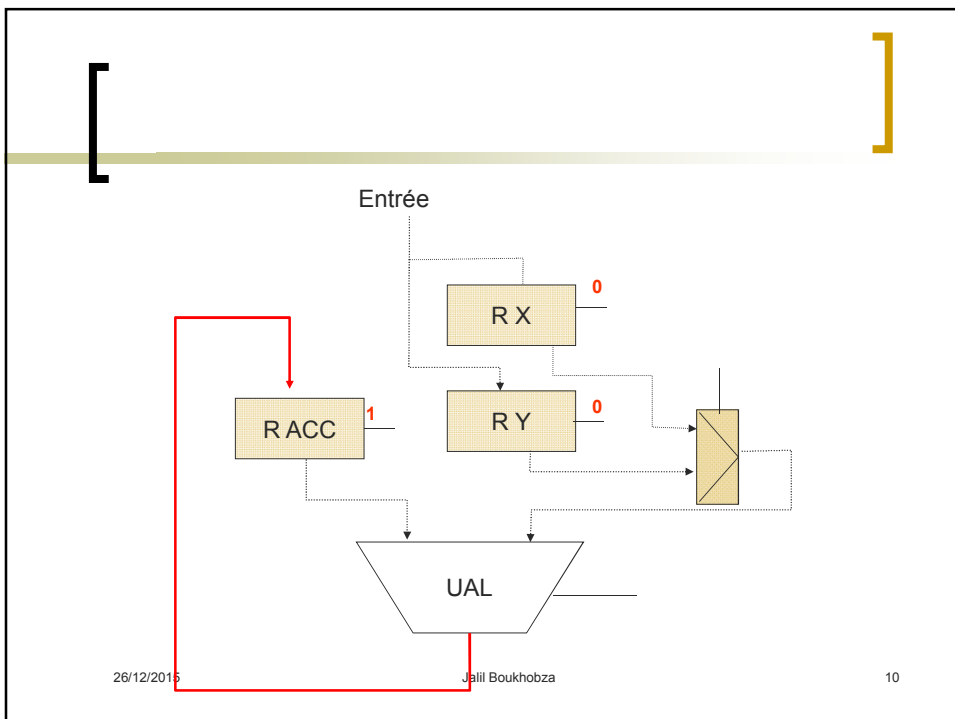 Entrée
0
R X
0
R Y
1
R ACC
UAL
26/12/2015
Jalil Boukhobza
10